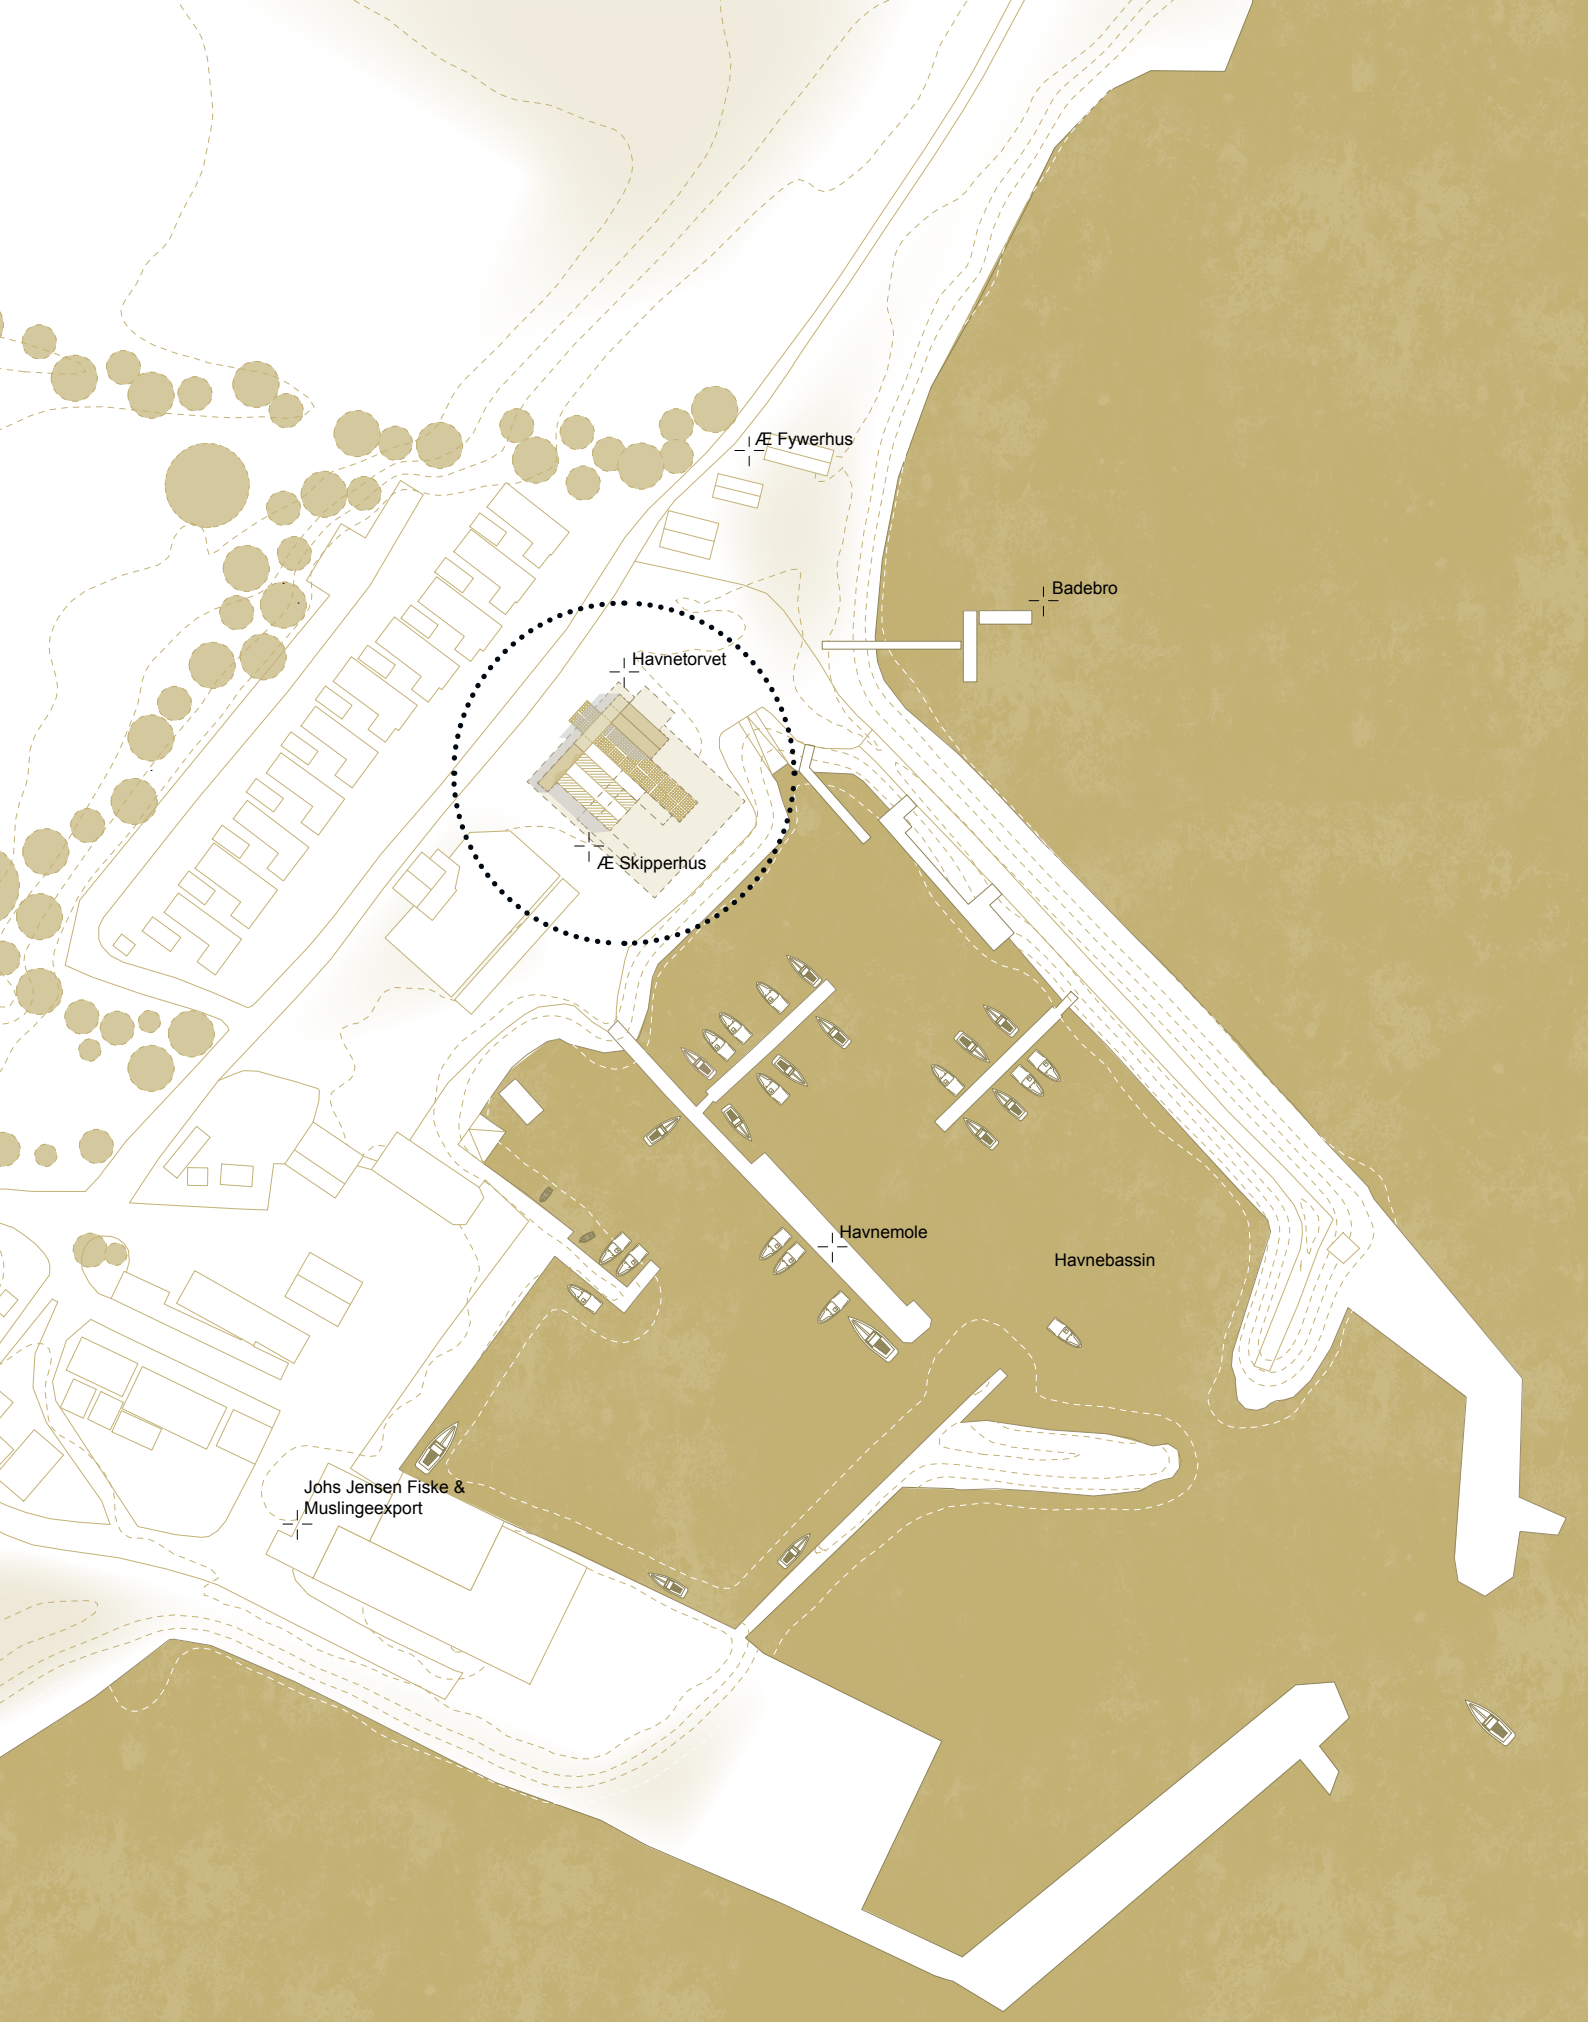 Æ Fywerhus
Badebro
Havnetorvet
Æ Skipperhus
Havnemole
Havnebassin
Johs Jensen Fiske &
Muslingeexport